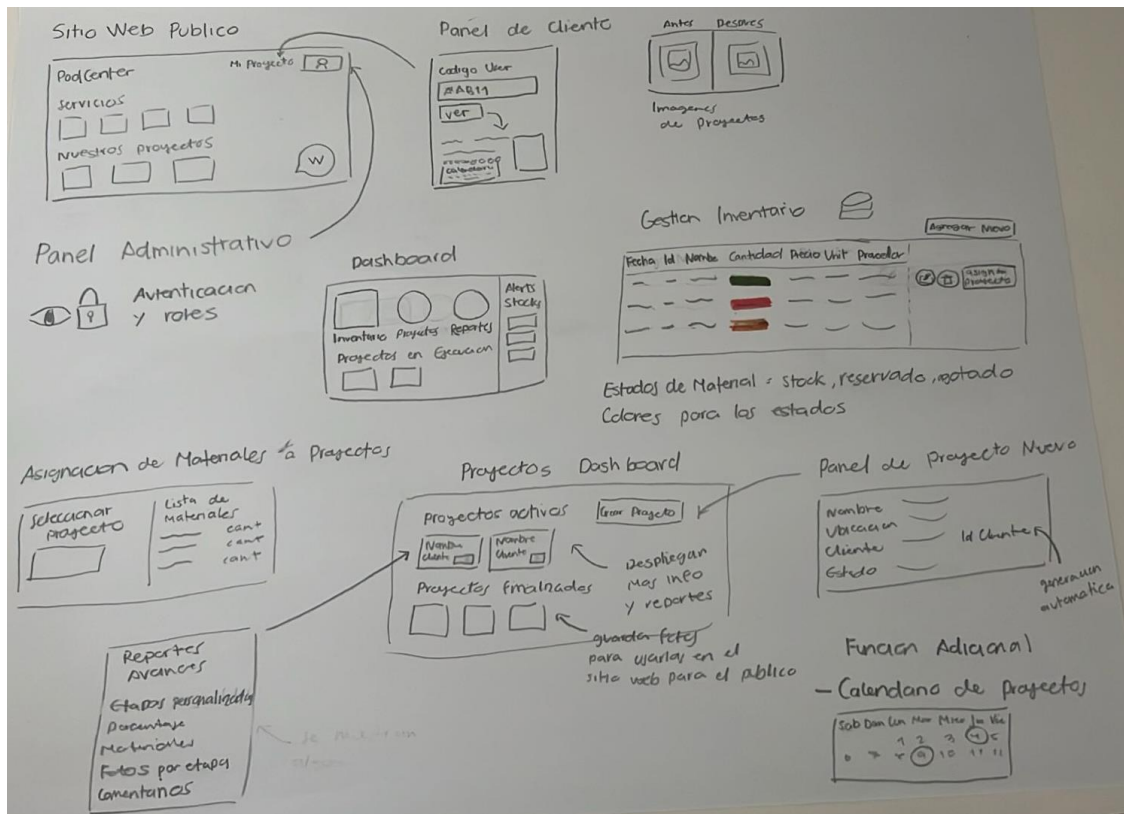 Sitio Web Publico
PodCenter
Mi Proyecto
Servicios
Nuestros proyectos
W
Panel de Cliente
Codigo User
#AB11
ver
Calendario
Antes Despues
Imagenes
de Proyectos
Panel Administrativo
Autenticacion
y roles
Dashboard
Alerts
Stocks
Inventario Proyectos Reportes
Proyectos en Ejecucion
Gestion Inventario
Agregar Nuevo
Fecha Id Nombre Cantidad Precio Unit Proveedor
Asignar
proyecto
Estados de Material = stock, reservado, agotado
Colores para los estados
Asignacion de Materiales a Proyectos
Seleccionar
proyecto
Lista de
Materiales
cant
cant
cant
Proyectos Dashboard
Proyectos activos
Crear Proyecto
Nombre
cliente
Nombre
Cliente
Desplegar
Mas info
y reportes
Proyectos Finalizados
guardar fotos
para usarlas en el
sitio web para el publico
Panel de Proyecto Nuevo
Nombre
Ubicacion
Cliente
Estado
Id Cliente
generacion
automatica
Reportes
Avances
Etapas personalizadas
Porcentaje
Materiales
Fotos por etapa
Comentarios
Funcion Adicional
- Calendario de proyectos
Sab Dom Lun Mar Mier Jue Vie
1 2 3 4 5
9 10 11 12